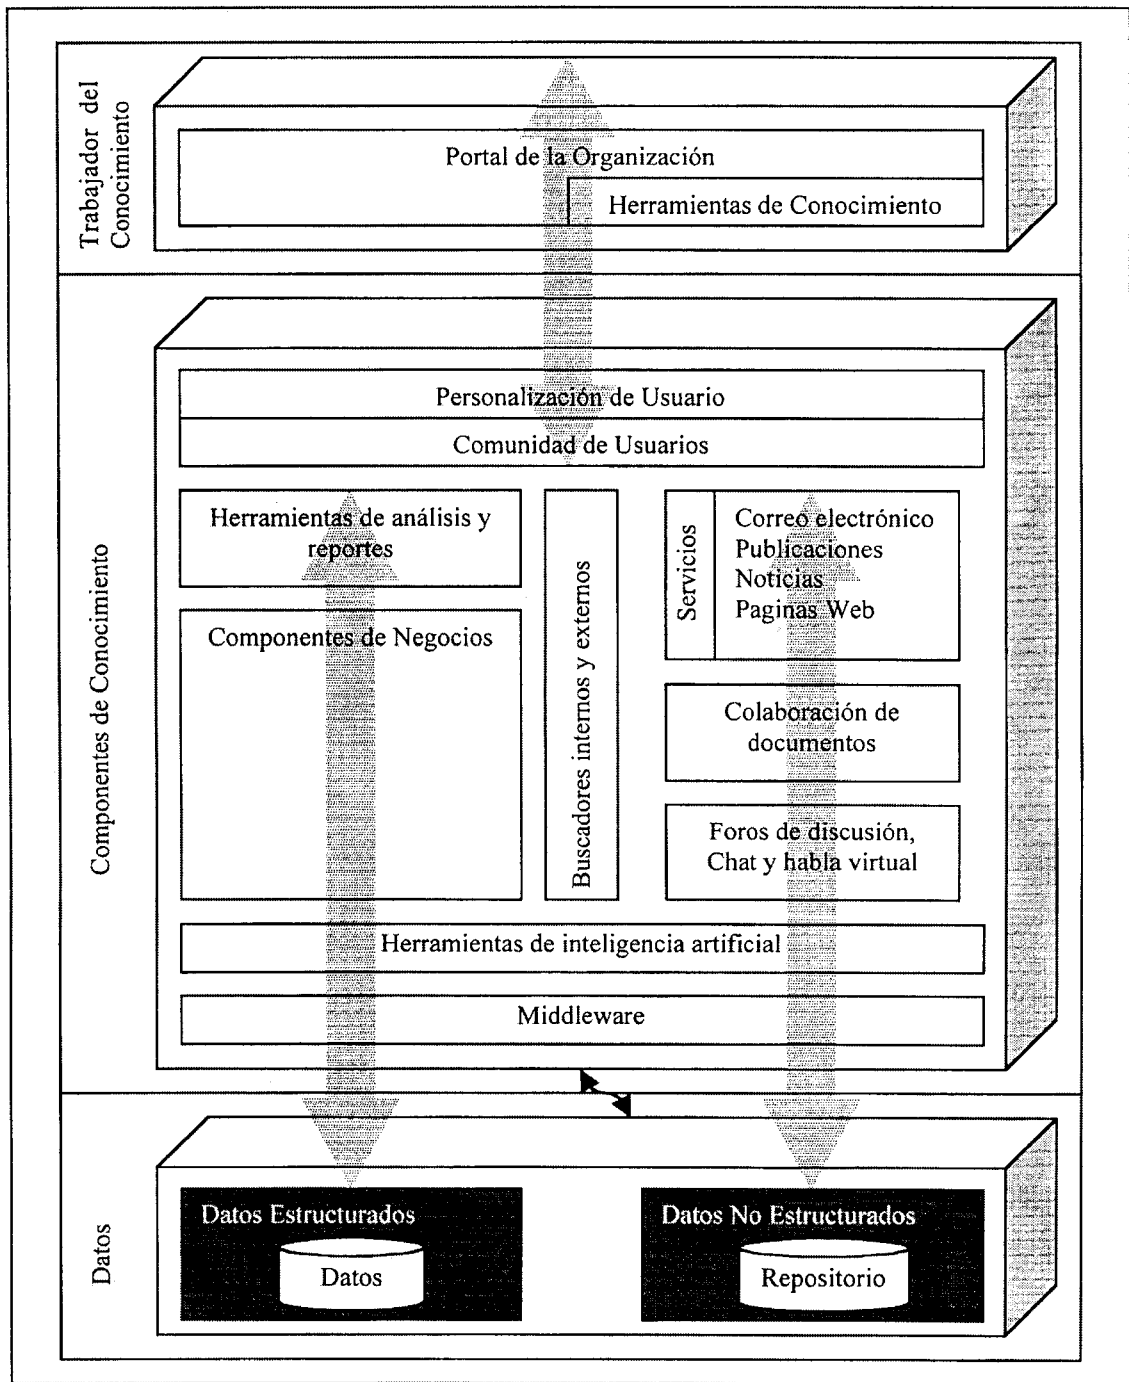 Trabajador del
Conocimiento
Portal de la Organización
Herramientas de Conocimiento
Componentes de Conocimiento
Personalización de Usuario
Comunidad de Usuarios
Herramientas de análisis y
reportes
Componentes de Negocios
Buscadores internos y externos
Servicios
Correo electrónico
Publicaciones
Noticias
Paginas Web
Colaboración de
documentos
Foros de discusión,
Chat y habla virtual
Herramientas de inteligencia artificial
Middleware
Datos
Datos Estructurados
Datos
Datos No Estructurados
Repositorio